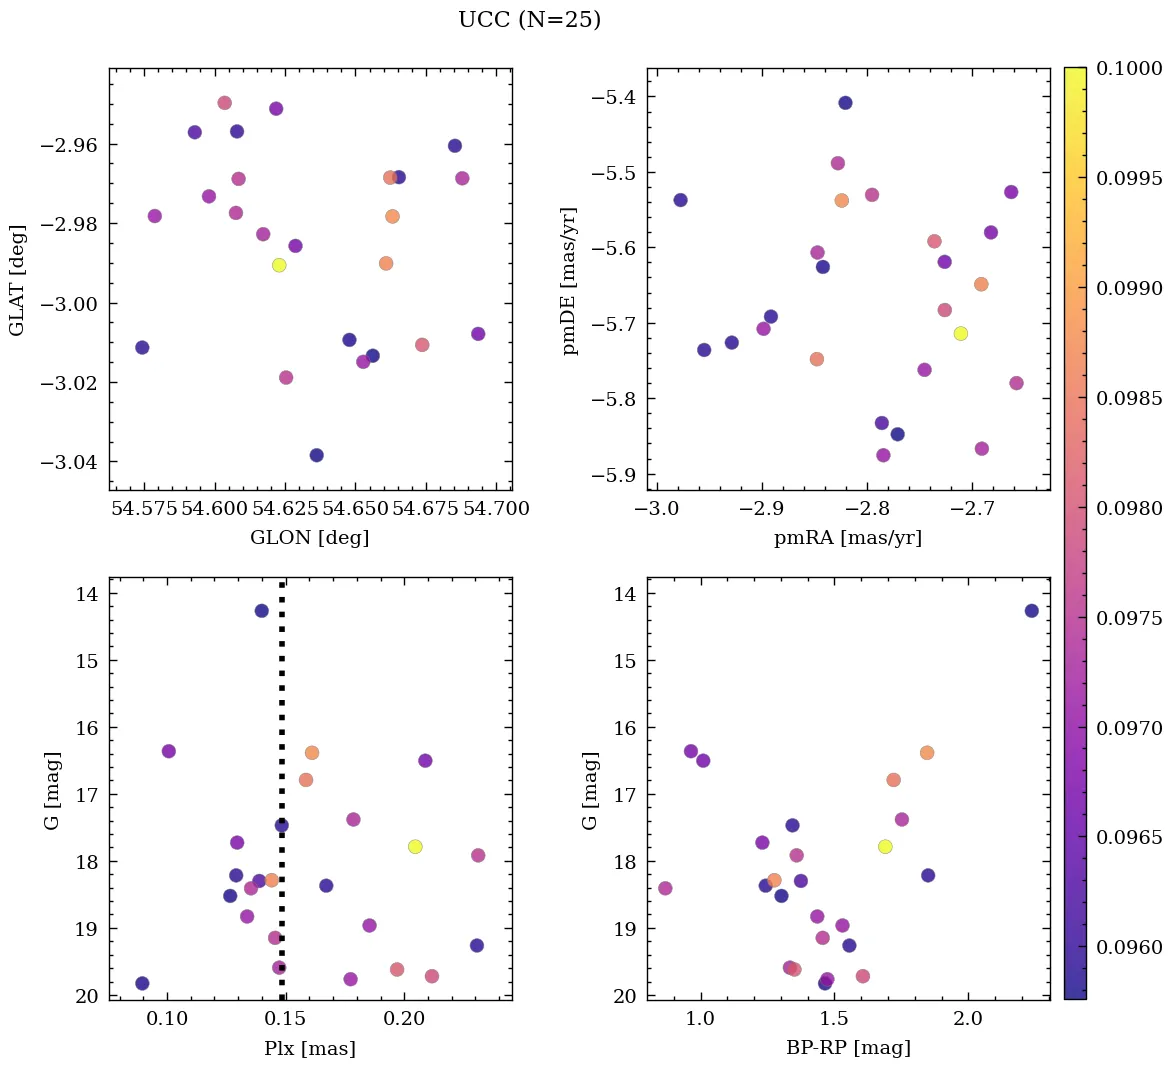 UCC (N=25)
−2.96
−2.98
−3.00
−3.02
−3.04
GLAT [deg]
54.575 54.600 54.625 54.650 54.675 54.700
GLON [deg]
−5.4
−5.5
−5.6
−5.7
−5.8
−5.9
pmDE [mas/yr]
−3.0 −2.9 −2.8 −2.7
pmRA [mas/yr]
0.1000
0.0995
0.0990
0.0985
0.0980
0.0975
0.0970
0.0965
0.0960
14
15
16
17
18
19
20
G [mag]
0.10 0.15 0.20
Plx [mas]
14
15
16
17
18
19
20
G [mag]
1.0 1.5 2.0
BP-RP [mag]